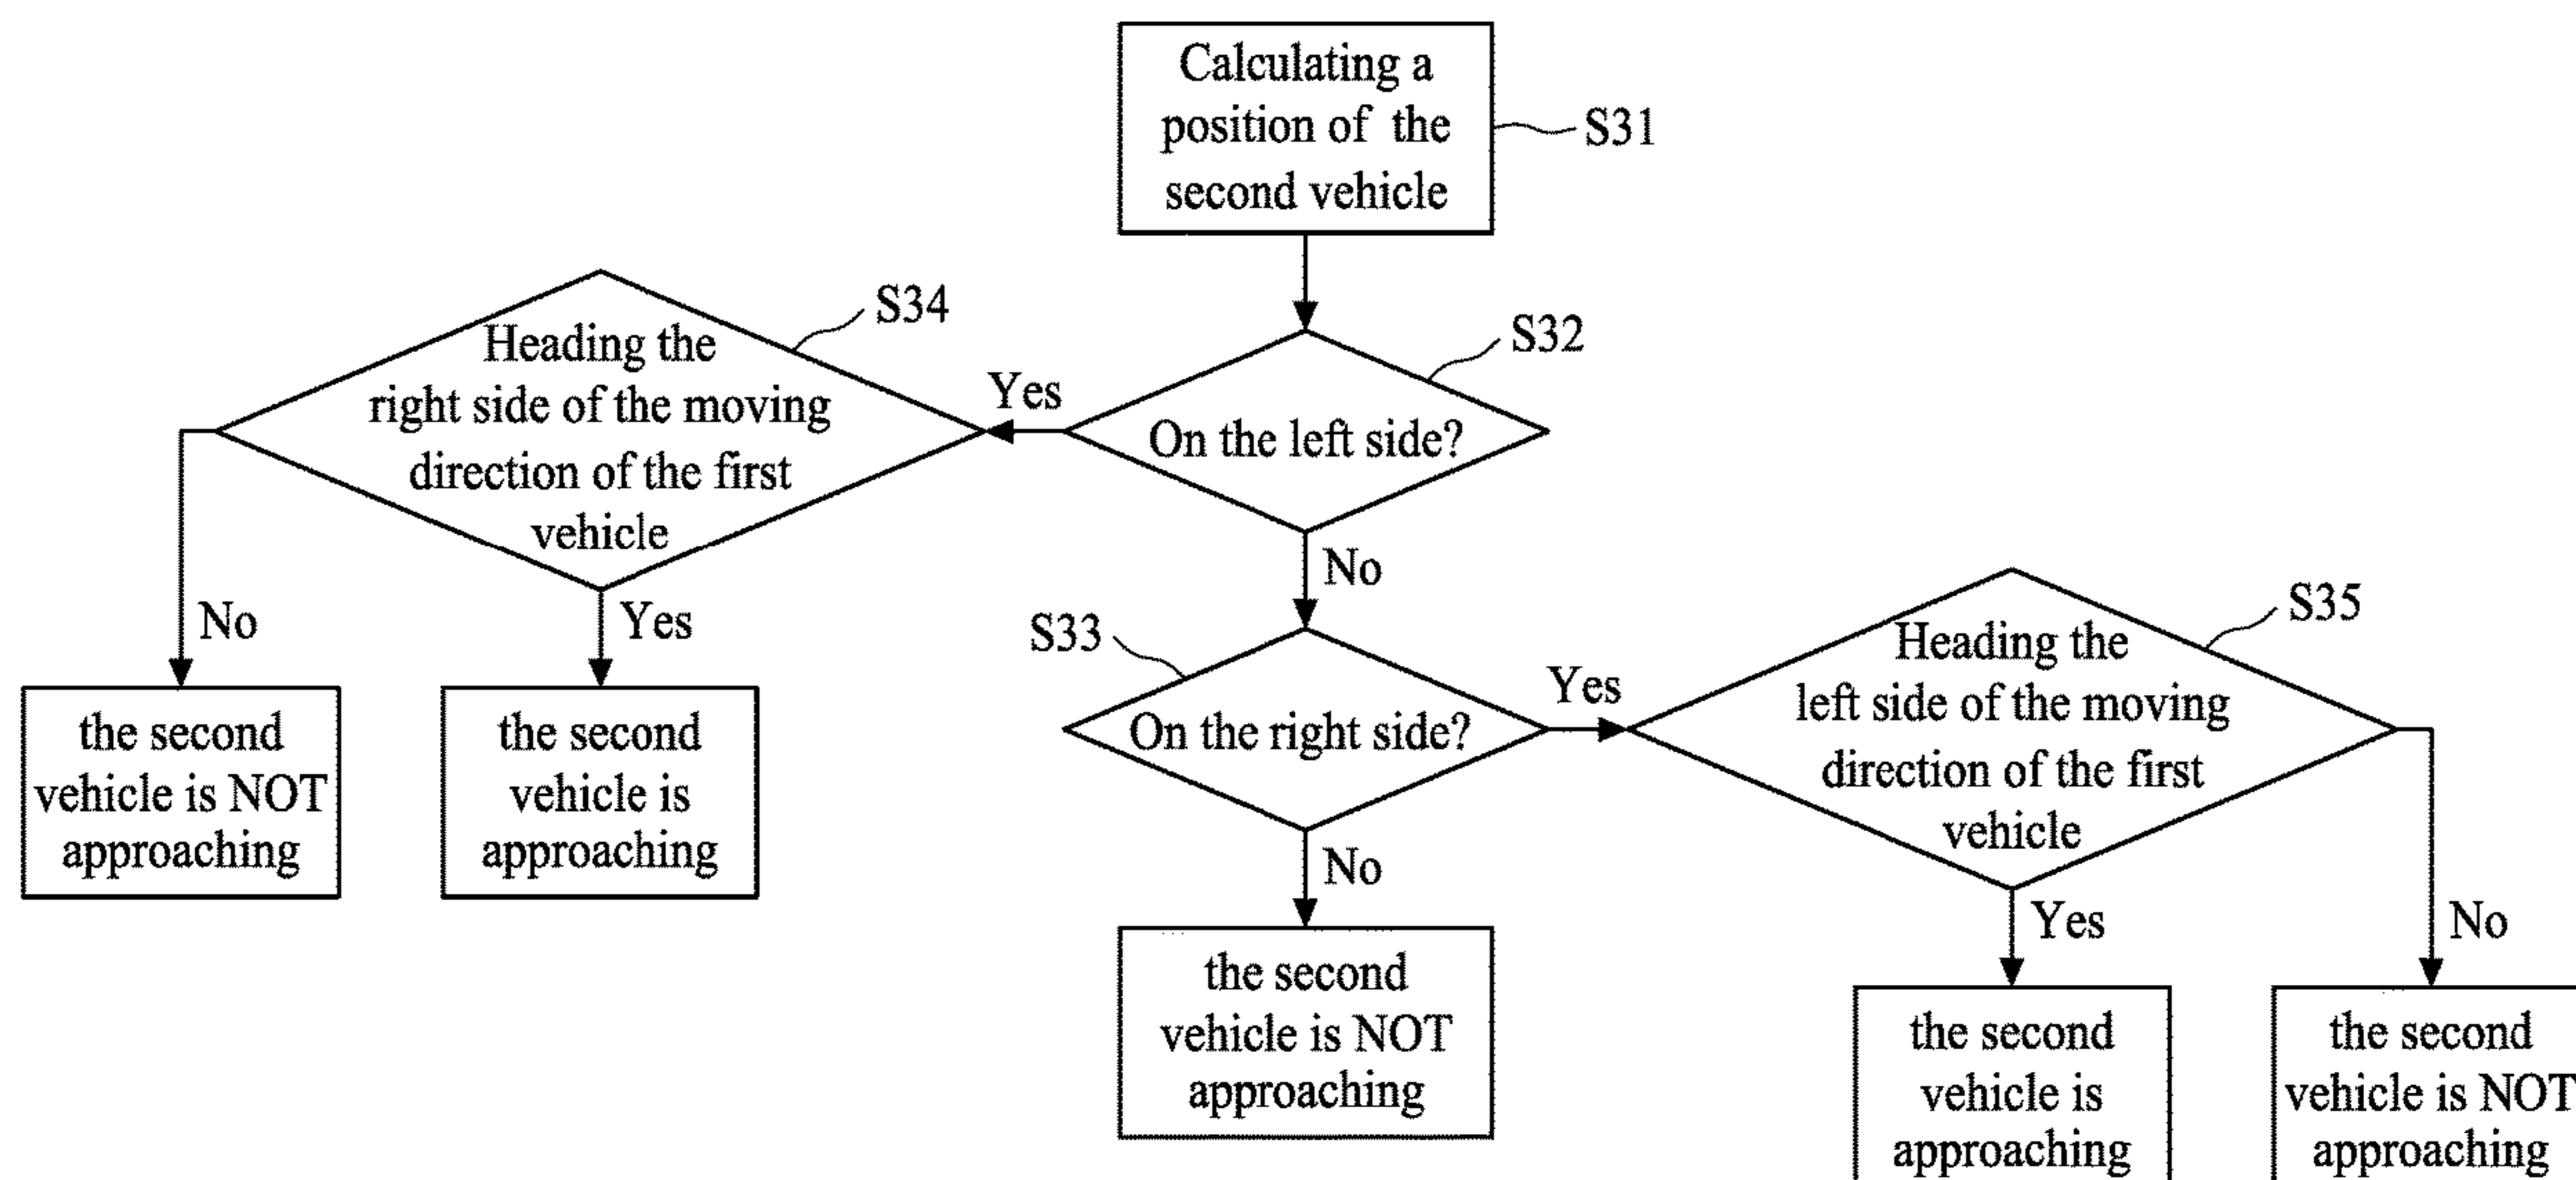 Calculating a
position of the
second vehicle
S31
S34
Heading the
right side of the moving
direction of the first
vehicle
Yes
S32
On the left side?
No
Yes
No
the second
vehicle is NOT
approaching
the second
vehicle is
approaching
S33
On the right side?
Yes
No
S35
Heading the
left side of the moving
direction of the first
vehicle
Yes
No
the second
vehicle is NOT
approaching
the second
vehicle is
approaching
the second
vehicle is NOT
approaching